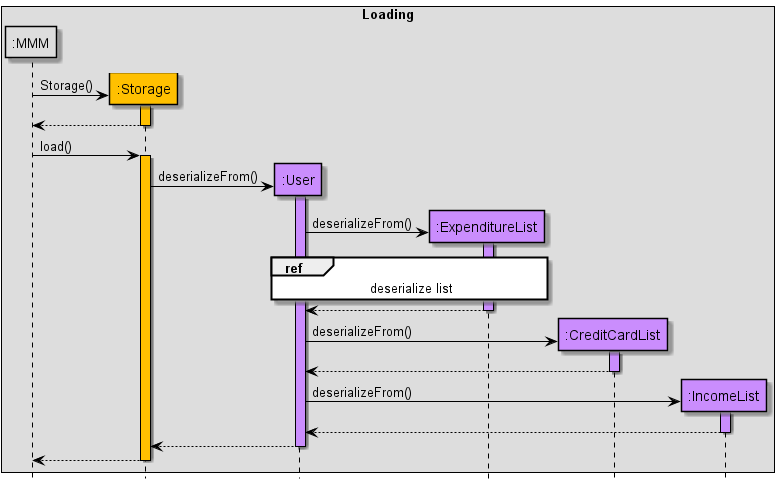 Loading
:MMM
Storage()
:Storage
load()
deserializeFrom()
:User
deserializeFrom()
:ExpenditureList
ref
deserialize list
deserializeFrom()
:CreditCardList
deserializeFrom()
:IncomeList